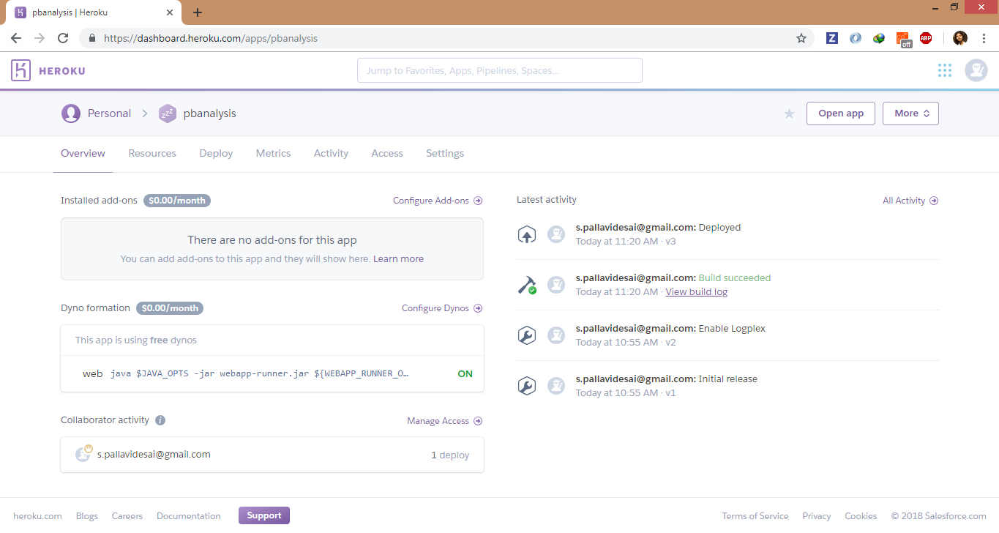 pbanalysis | Heroku
https://dashboard.heroku.com/apps/pbanalysis
off
ABP
HEROKU
Jump to Favorites, Apps, Pipelines, Spaces...
Personal > pbanalysis
Open app
More
Overview Resources Deploy Metrics Activity Access Settings
Installed add-ons $0.00/month Configure Add-ons
There are no add-ons for this app
You can add add-ons to this app and they will show here. Learn more
Dyno formation $0.00/month Configure Dynos
This app is using free dynos
web java $JAVA_OPTS -jar webapp-runner.jar ${WEBAPP_RUNNER_O… ON
Collaborator activity Manage Access
s.pallavidesai@gmail.com 1 deploy
Latest activity All Activity
s.pallavidesai@gmail.com: Deployed
Today at 11:20 AM · v3
s.pallavidesai@gmail.com: Build succeeded
Today at 11:20 AM · View build log
s.pallavidesai@gmail.com: Enable Logplex
Today at 10:55 AM · v2
s.pallavidesai@gmail.com: Initial release
Today at 10:55 AM · v1
heroku.com Blogs Careers Documentation Support Terms of Service Privacy Cookies © 2018 Salesforce.com